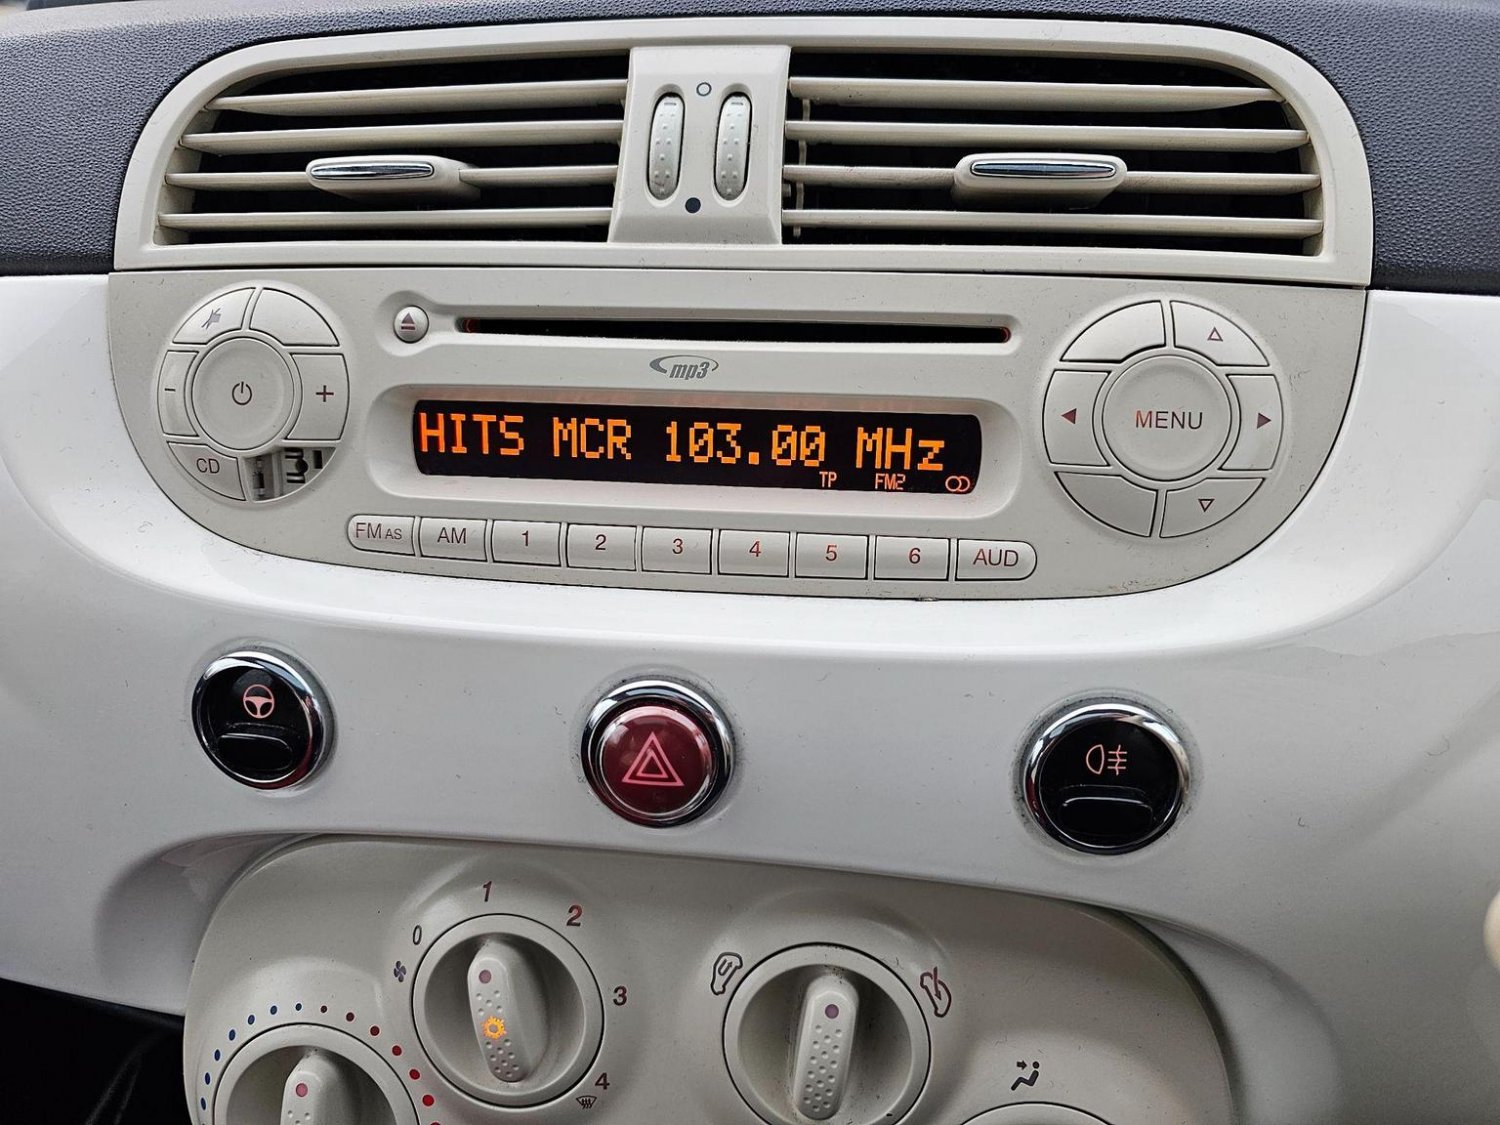 mp3
HITS MCR 103.00 MHz
TP FM2
MENU
CD
FM AS AM 1 2 3 4 5 6 AUD
0 1 2 3 4